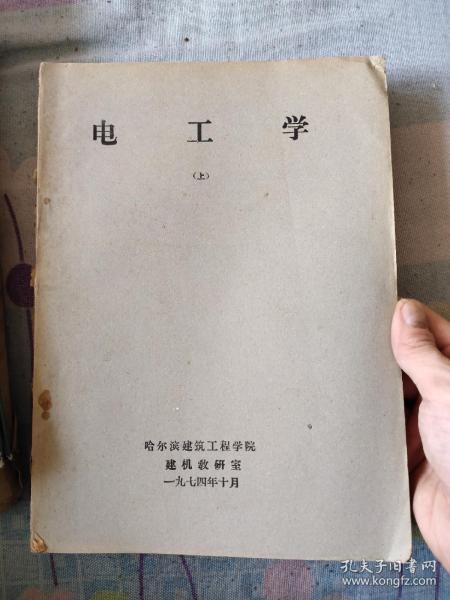 电工学
（上）
哈尔滨建筑工程学院
建机教研室
一九七四年十月
孔夫子旧书网
www.kongfz.com